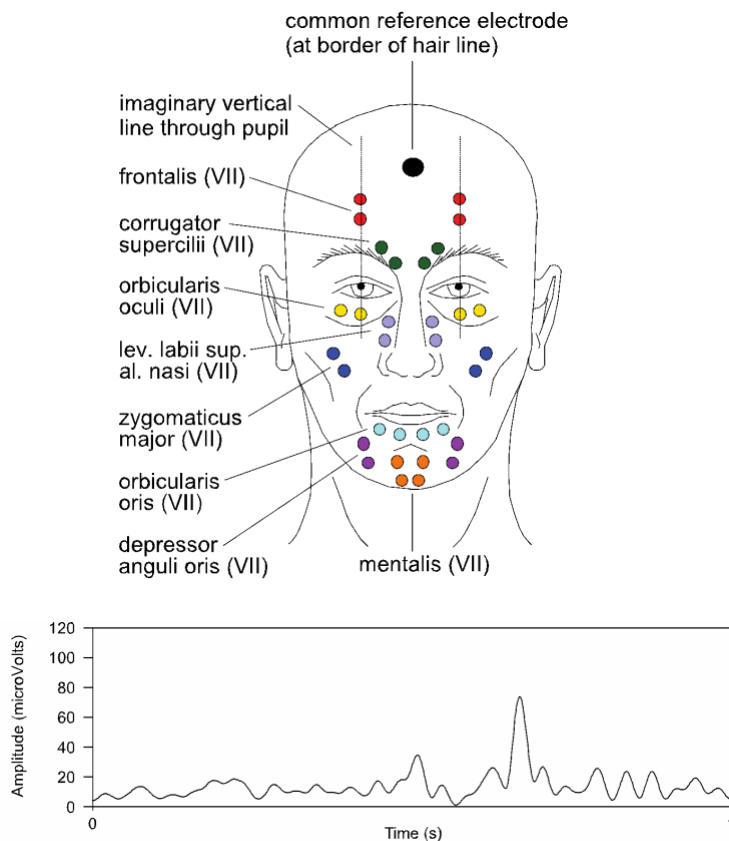 common reference electrode
(at border of hair line)
imaginary vertical
line through pupil
frontalis (VII)
corrugator
supercilii (VII)
orbicularis
oculi (VII)
lev. labii sup.
al. nasi (VII)
zygomaticus
major (VII)
orbicularis
oris (VII)
depressor
anguli oris (VII)
mentalis (VII)
Amplitude (microVolts)
120
100
80
60
40
20
0
0
Time (s)